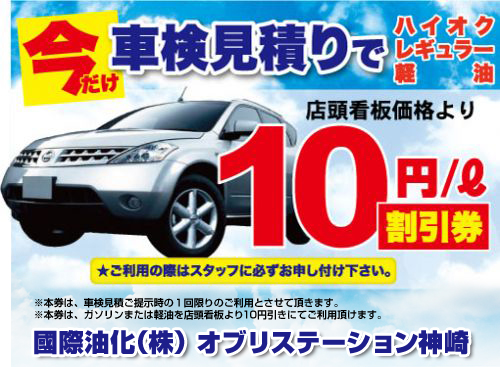 今だけ
車検見積りで
ハイオク
レギュラー
軽油
店頭看板価格より
10円/ℓ
割引券
★ご利用の際はスタッフに必ずお申し付け下さい。
※本券は、車検見積ご提示時の１回限りのご利用とさせて頂きます。
※本券は、ガソリンまたは軽油を店頭看板より10円引きにてご利用頂けます。
國際油化(株) オブリステーション神崎